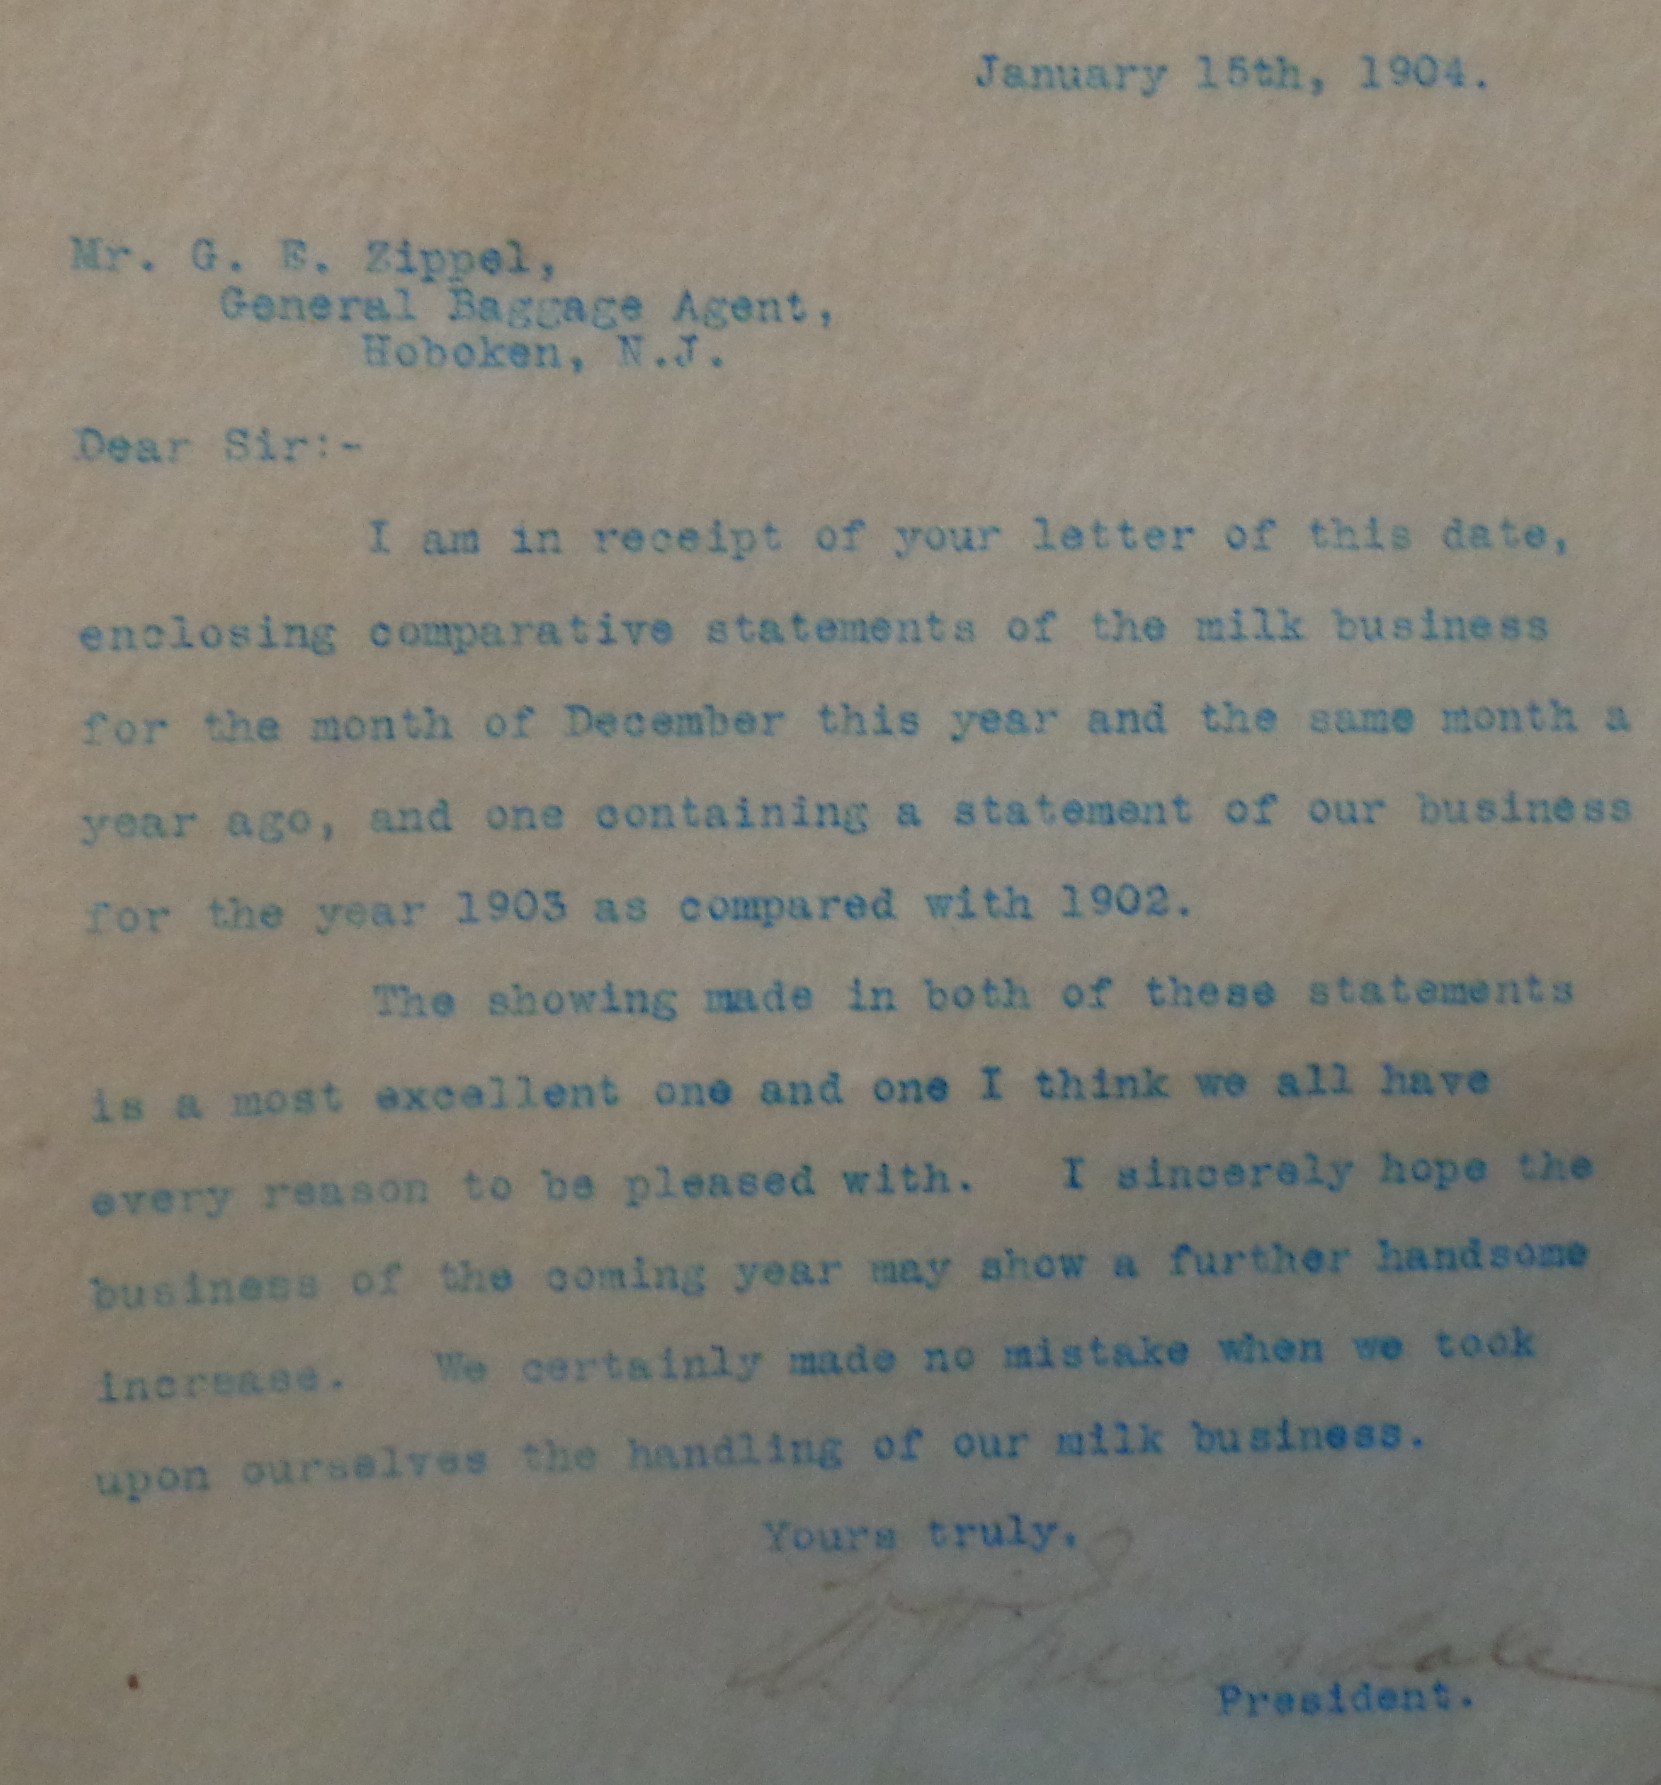 January 15th, 1904.
Mr. G. E. Zippel,
General Baggage Agent,
Hoboken, N.J.
Dear Sir:-
I am in receipt of your letter of this date,
enclosing comparative statements of the milk business
for the month of December this year and the same month a
year ago, and one containing a statement of our business
for the year 1903 as compared with 1902.
The showing made in both of these statements
is a most excellent one and one I think we all have
every reason to be pleased with. I sincerely hope the
business of the coming year may show a further handsome
increase. We certainly made no mistake when we took
upon ourselves the handling of our milk business.
Yours truly,
President.